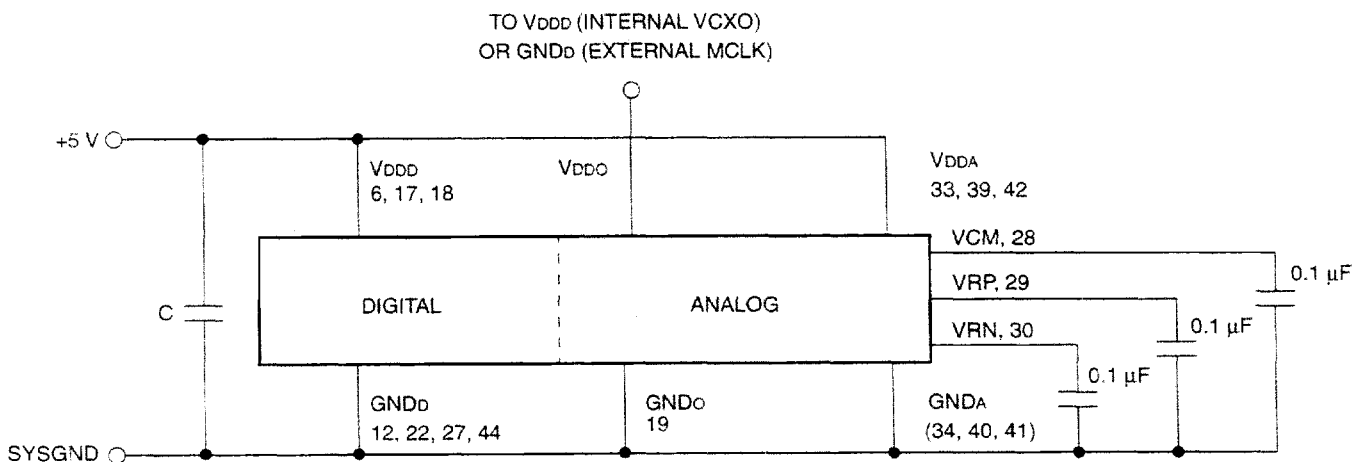 TO VDDD (INTERNAL VCXO)
OR GNDD (EXTERNAL MCLK)
+5 V
VDDD
6, 17, 18
VDDO
VDDA
33, 39, 42
VCM, 28
0.1 µF
C
DIGITAL
ANALOG
VRP, 29
0.1 µF
VRN, 30
0.1 µF
GNDD
12, 22, 27, 44
GNDO
19
GNDA
(34, 40, 41)
SYSGND